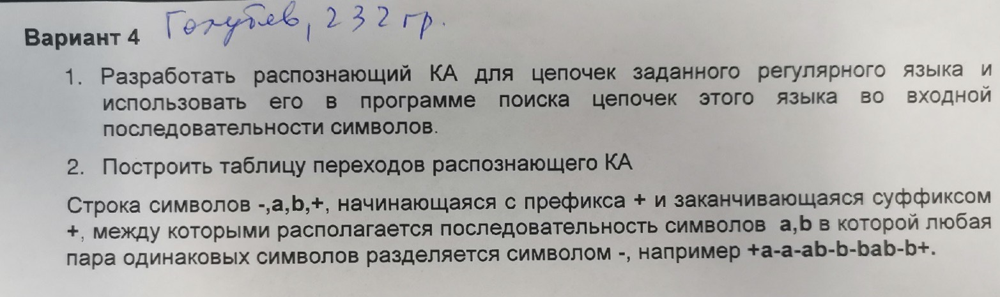 Вариант 4 Голубев, 232 гр.
1. Разработать распознающий КА для цепочек заданного регулярного языка и
использовать его в программе поиска цепочек этого языка во входной
последовательности символов.
2. Построить таблицу переходов распознающего КА
Строка символов -,a,b,+, начинающаяся с префикса + и заканчивающаяся суффиксом
+, между которыми располагается последовательность символов a,b в которой любая
пара одинаковых символов разделяется символом -, например +a-a-ab-b-bab-b+.